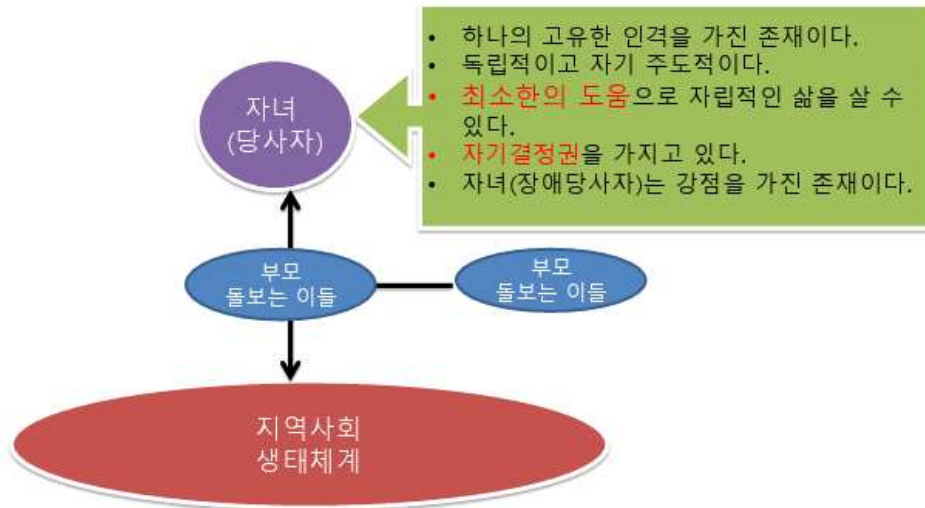 • 하나의 고유한 인격을 가진 존재이다.
• 독립적이고 자기 주도적이다.
• 최소한의 도움으로 자립적인 삶을 살 수
있다.
• 자기결정권을 가지고 있다.
• 자녀(장애당사자)는 강점을 가진 존재이다.
자녀
(당사자)
부모
돌보는 이들
부모
돌보는 이들
지역사회
생태체계